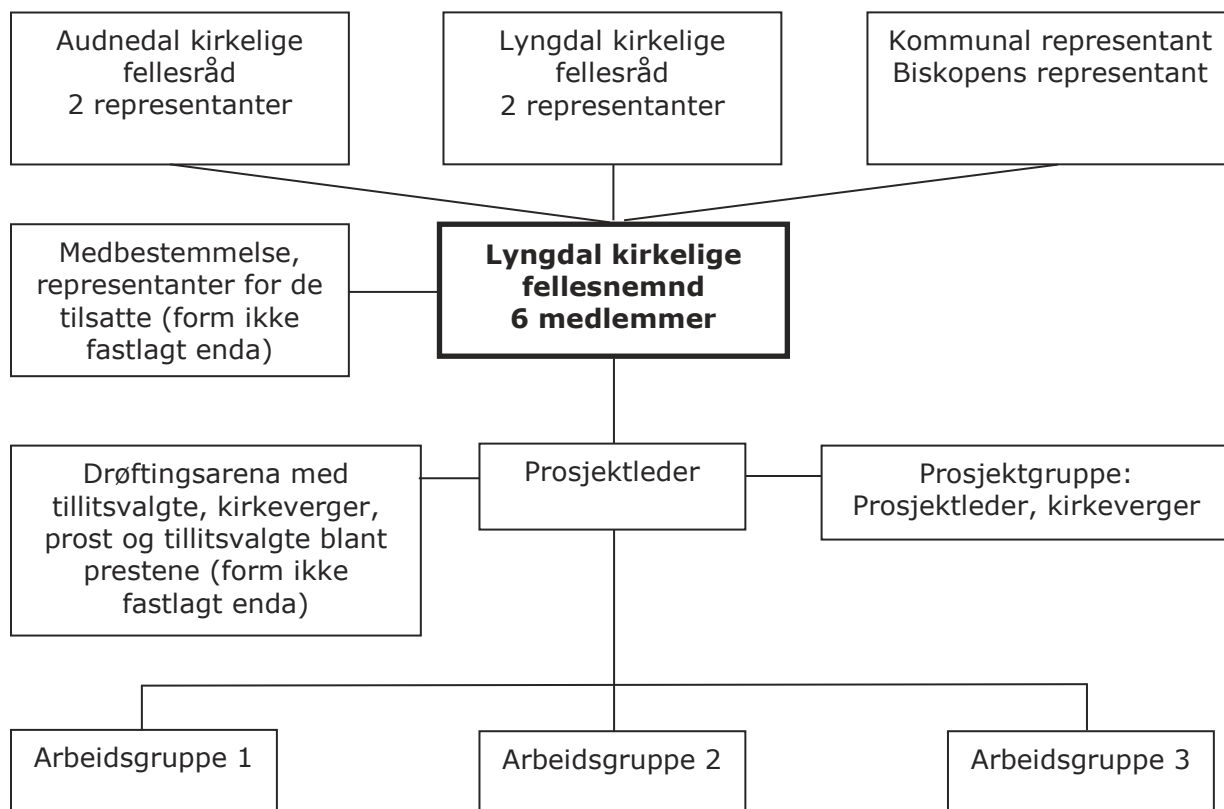 Audnedal kirkelige
fellesråd
2 representanter
Lyngdal kirkelige
fellesråd
2 representanter
Kommunal representant
Biskopens representant
Medbestemmelse,
representanter for de
tilsatte (form ikke
fastlagt enda)
Lyngdal kirkelige
fellesnemnd
6 medlemmer
Drøftingsarena med
tillitsvalgte, kirkeverger,
prost og tillitsvalgte blant
prestene (form ikke
fastlagt enda)
Prosjektleder
Prosjektgruppe:
Prosjektleder, kirkeverger
Arbeidsgruppe 1
Arbeidsgruppe 2
Arbeidsgruppe 3